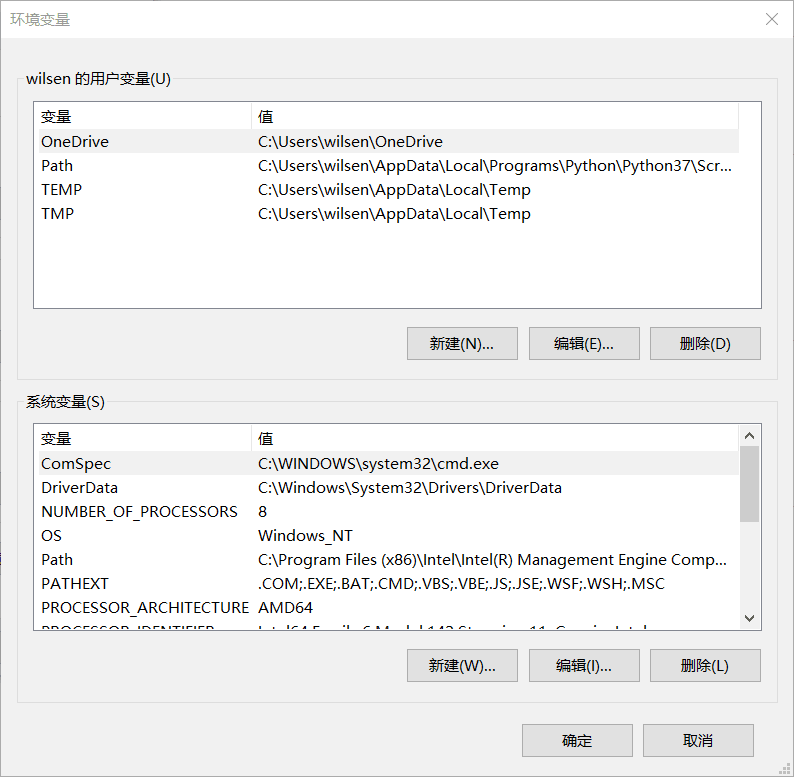 环境变量
wilsen 的用户变量(U)
变量 值
OneDrive C:\Users\wilsen\OneDrive
Path C:\Users\wilsen\AppData\Local\Programs\Python\Python37\Scr...
TEMP C:\Users\wilsen\AppData\Local\Temp
TMP C:\Users\wilsen\AppData\Local\Temp
新建(N)... 编辑(E)... 删除(D)
系统变量(S)
变量 值
ComSpec C:\WINDOWS\system32\cmd.exe
DriverData C:\Windows\System32\Drivers\DriverData
NUMBER_OF_PROCESSORS 8
OS Windows_NT
Path C:\Program Files (x86)\Intel\Intel(R) Management Engine Comp...
PATHEXT .COM;.EXE;.BAT;.CMD;.VBS;.VBE;.JS;.JSE;.WSF;.WSH;.MSC
PROCESSOR_ARCHITECTURE AMD64
新建(W)... 编辑(I)... 删除(L)
确定 取消